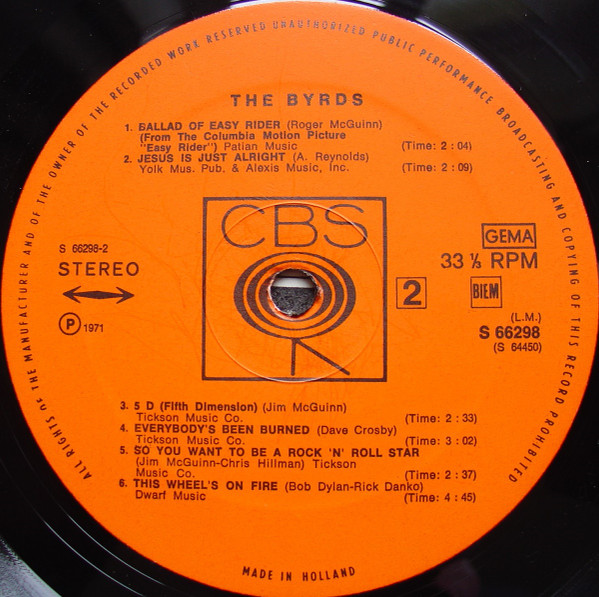 ALL RIGHTS OF THE MANUFACTURER AND OF THE OWNER OF THE RECORDED WORK RESERVED UNAUTHORIZED PUBLIC PERFORMANCE BROADCASTING AND COPYING OF THIS RECORD PROHIBITED
THE BYRDS
1. BALLAD OF EASY RIDER (Roger McGuinn)
(From The Columbia Motion Picture
"Easy Rider") Patian Music (Time: 2 : 04)
2. JESUS IS JUST ALRIGHT (A. Reynolds)
Yolk Mus. Pub. & Alexis Music, Inc. (Time: 2 : 09)
CBS
S 66298-2
STEREO
P 1971
GEMA
33 ⅓ RPM
2 BIEM
(L.M.)
S 66298
(S 64450)
3. 5 D (Fifth Dimension) (Jim McGuinn)
Tickson Music Co. (Time: 2 : 33)
4. EVERYBODY'S BEEN BURNED (Dave Crosby)
Tickson Music Co. (Time: 3 : 02)
5. SO YOU WANT TO BE A ROCK 'N' ROLL STAR
(Jim McGuinn-Chris Hillman) Tickson
Music Co. (Time: 2 : 37)
6. THIS WHEEL'S ON FIRE (Bob Dylan-Rick Danko)
Dwarf Music (Time: 4 : 45)
MADE IN HOLLAND